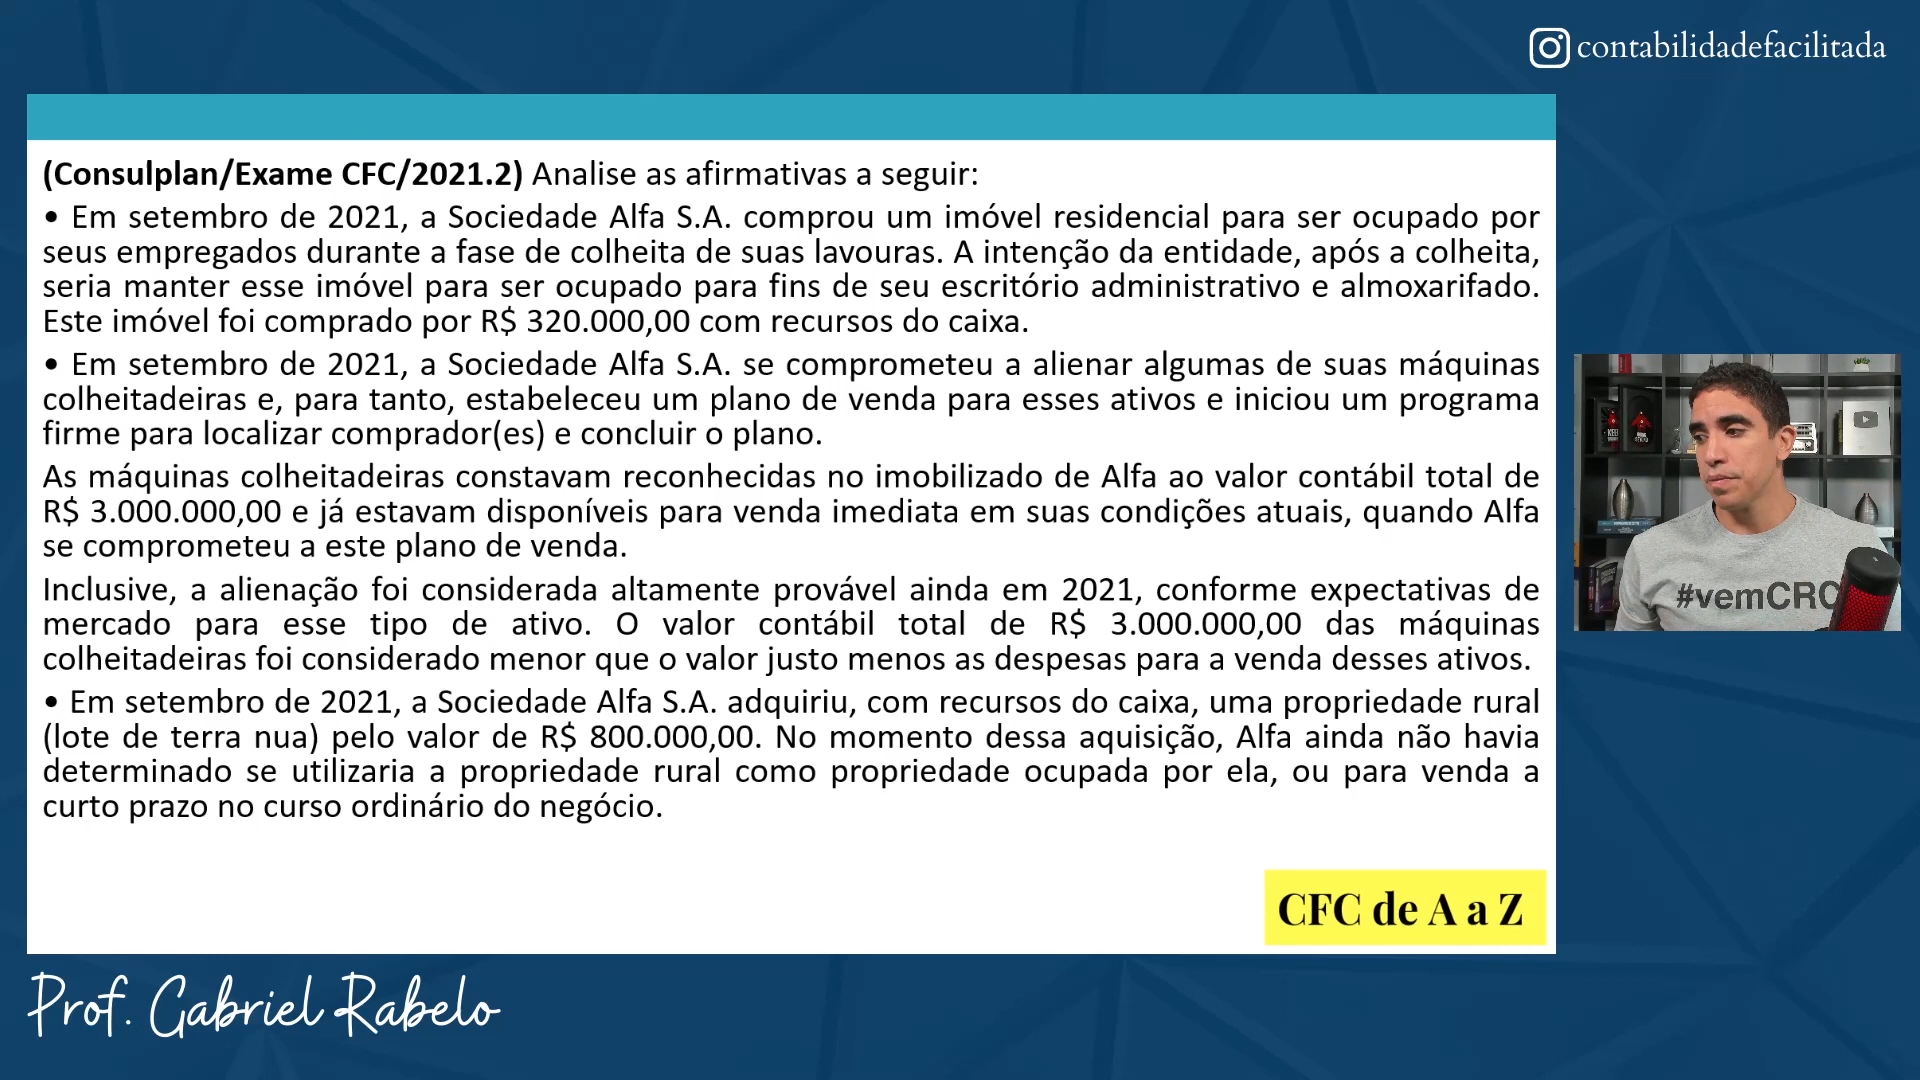 contabilidadefacilitada
(Consulplan/Exame CFC/2021.2) Analise as afirmativas a seguir:
• Em setembro de 2021, a Sociedade Alfa S.A. comprou um imóvel residencial para ser ocupado por
seus empregados durante a fase de colheita de suas lavouras. A intenção da entidade, após a colheita,
seria manter esse imóvel para ser ocupado para fins de seu escritório administrativo e almoxarifado.
Este imóvel foi comprado por R$ 320.000,00 com recursos do caixa.
• Em setembro de 2021, a Sociedade Alfa S.A. se comprometeu a alienar algumas de suas máquinas
colheitadeiras e, para tanto, estabeleceu um plano de venda para esses ativos e iniciou um programa
firme para localizar comprador(es) e concluir o plano.
As máquinas colheitadeiras constavam reconhecidas no imobilizado de Alfa ao valor contábil total de
R$ 3.000.000,00 e já estavam disponíveis para venda imediata em suas condições atuais, quando Alfa
se comprometeu a este plano de venda.
Inclusive, a alienação foi considerada altamente provável ainda em 2021, conforme expectativas de
mercado para esse tipo de ativo. O valor contábil total de R$ 3.000.000,00 das máquinas
colheitadeiras foi considerado menor que o valor justo menos as despesas para a venda desses ativos.
• Em setembro de 2021, a Sociedade Alfa S.A. adquiriu, com recursos do caixa, uma propriedade rural
(lote de terra nua) pelo valor de R$ 800.000,00. No momento dessa aquisição, Alfa ainda não havia
determinado se utilizaria a propriedade rural como propriedade ocupada por ela, ou para venda a
curto prazo no curso ordinário do negócio.
CFC de A a Z
#vemCRC
Prof. Gabriel Rabelo